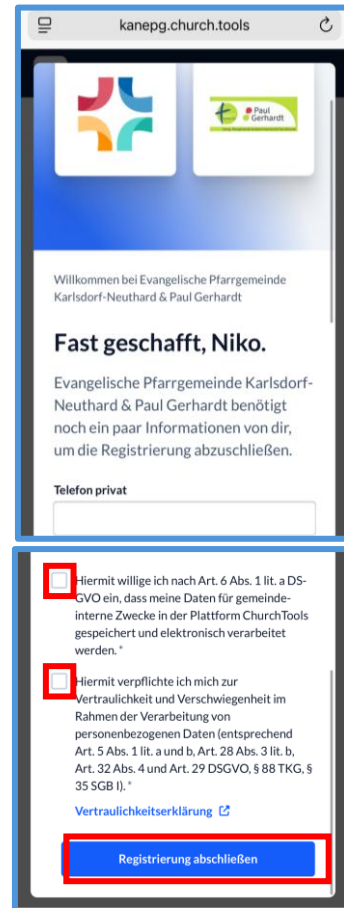 kanepg.church.tools
Paul
Gerhardt
Willkommen bei Evangelische Pfarrgemeinde
Karlsdorf-Neuthard & Paul Gerhardt
Fast geschafft, Niko.
Evangelische Pfarrgemeinde Karlsdorf-
Neuthard & Paul Gerhardt benötigt
noch ein paar Informationen von dir,
um die Registrierung abzuschließen.
Telefon privat
Hiermit willige ich nach Art. 6 Abs. 1 lit. a DS-
GVO ein, dass meine Daten für gemeinde-
interne Zwecke in der Plattform ChurchTools
gespeichert und elektronisch verarbeitet
werden. *
Hiermit verpflichte ich mich zur
Vertraulichkeit und Verschwiegenheit im
Rahmen der Verarbeitung von
personenbezogenen Daten (entsprechend
Art. 5 Abs. 1 lit. a und b, Art. 28 Abs. 3 lit. b,
Art. 32 Abs. 4 und Art. 29 DSGVO, § 88 TKG, §
35 SGB I). *
Vertraulichkeitserklärung
Registrierung abschließen